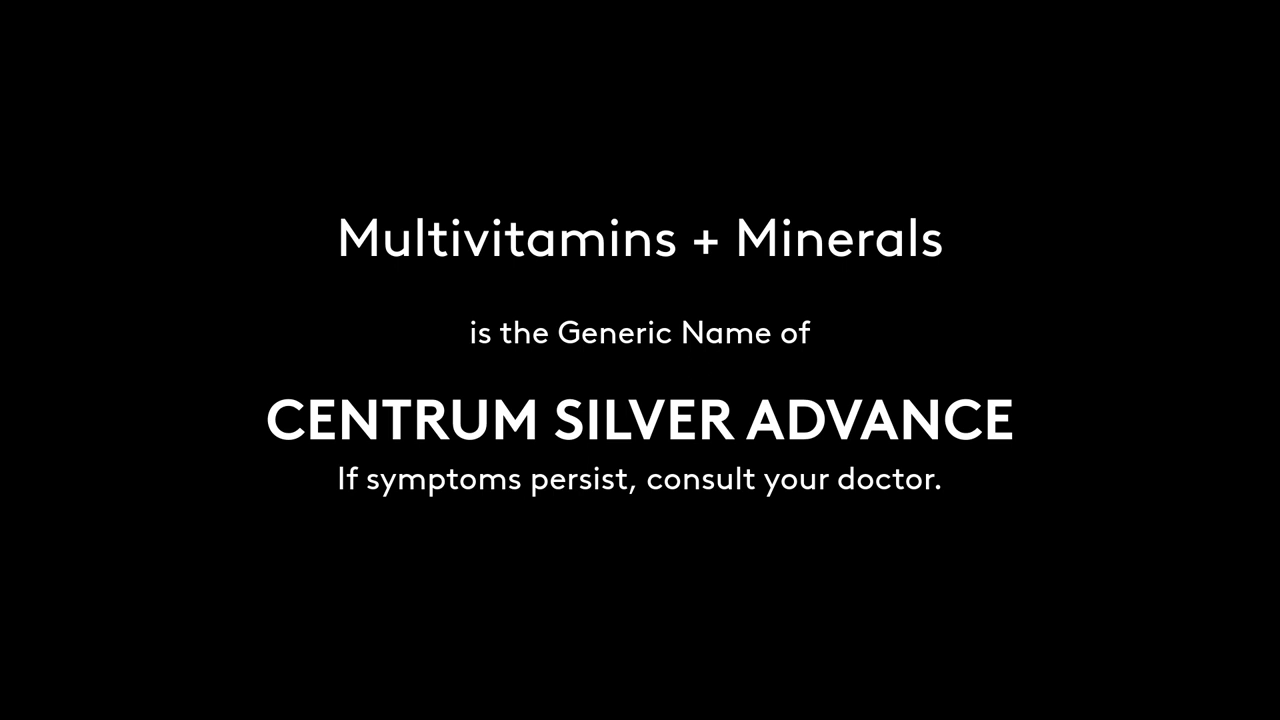 Multivitamins + Minerals
is the Generic Name of
CENTRUM SILVER ADVANCE
If symptoms persist, consult your doctor.